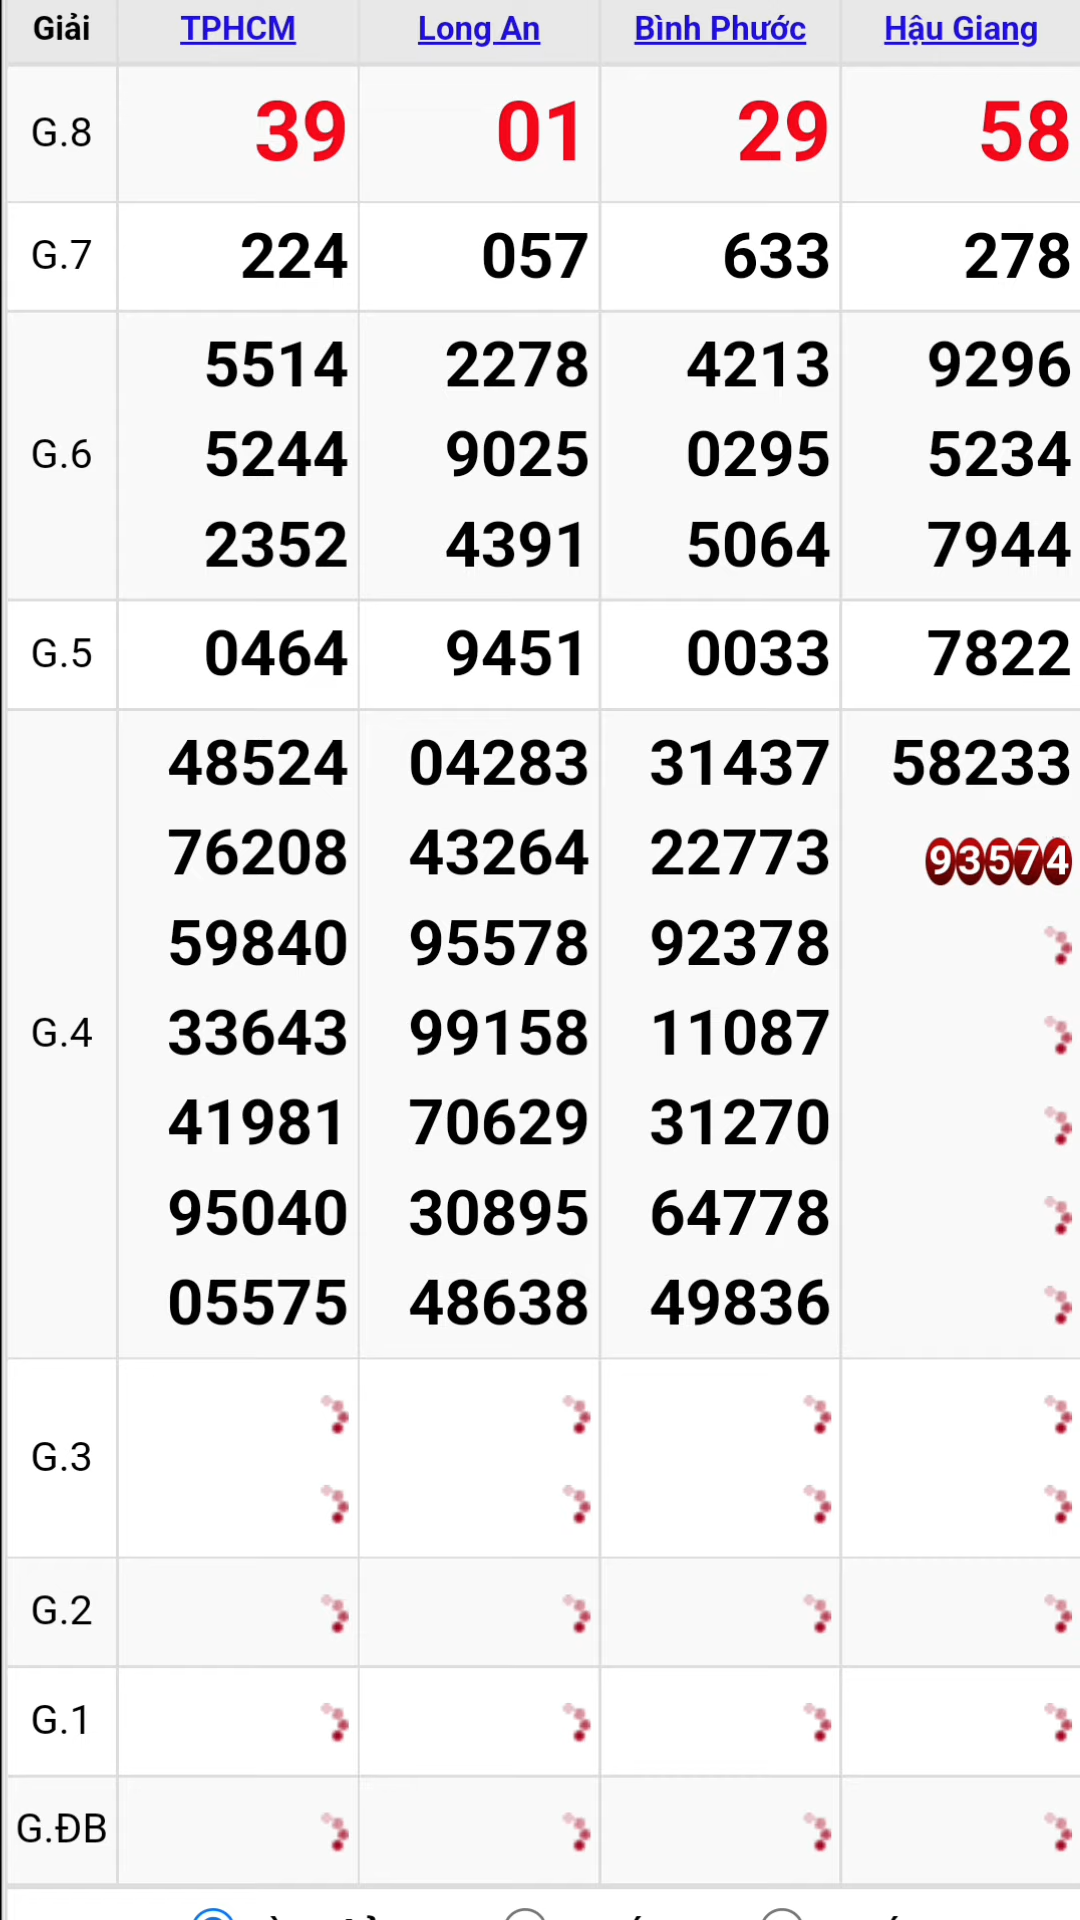 Giải TPHCM Long An Bình Phước Hậu Giang
G.8 39 01 29 58
G.7 224 057 633 278
5514 2278 4213 9296
G.6 5244 9025 0295 5234
2352 4391 5064 7944
G.5 0464 9451 0033 7822
48524 04283 31437 58233
76208 43264 22773 93574
59840 95578 92378
G.4 33643 99158 11087
41981 70629 31270
95040 30895 64778
05575 48638 49836
G.3
G.2
G.1
G.ĐB